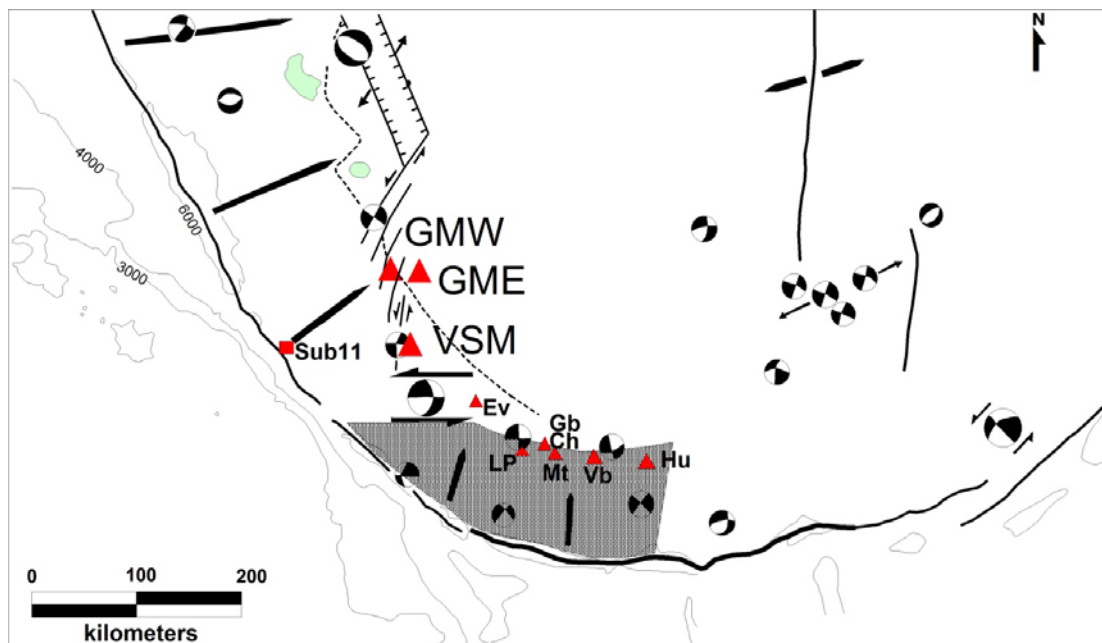 N
4000
6000
3000
GMW
GME
VSM
Sub11
Ev
Gb
Ch
LP
Mt
Vb
Hu
0 100 200
kilometers